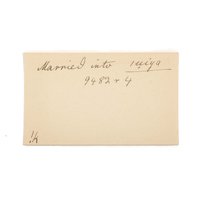 Married into
9482 + 4